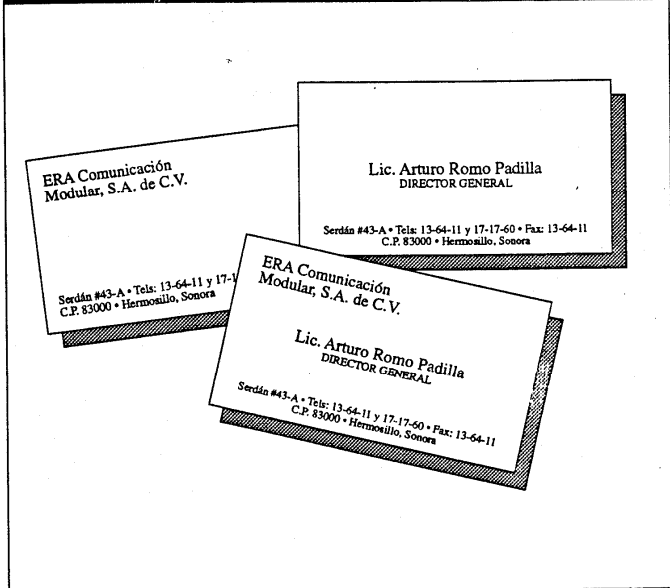 ERA Comunicación
Modular, S.A. de C.V.
Serdán #43-A • Tels: 13-64-11 y 17-1
C.P. 83000 • Hermosillo, Sonora
Lic. Arturo Romo Padilla
DIRECTOR GENERAL
Serdán #43-A • Tels: 13-64-11 y 17-17-60 • Fax: 13-64-11
C.P. 83000 • Hermosillo, Sonora
ERA Comunicación
Modular, S.A. de C.V.
Lic. Arturo Romo Padilla
DIRECTOR GENERAL
Serdán #43-A • Tels: 13-64-11 y 17-17-60 • Fax: 13-64-11
C.P. 83000 • Hermosillo, Sonora